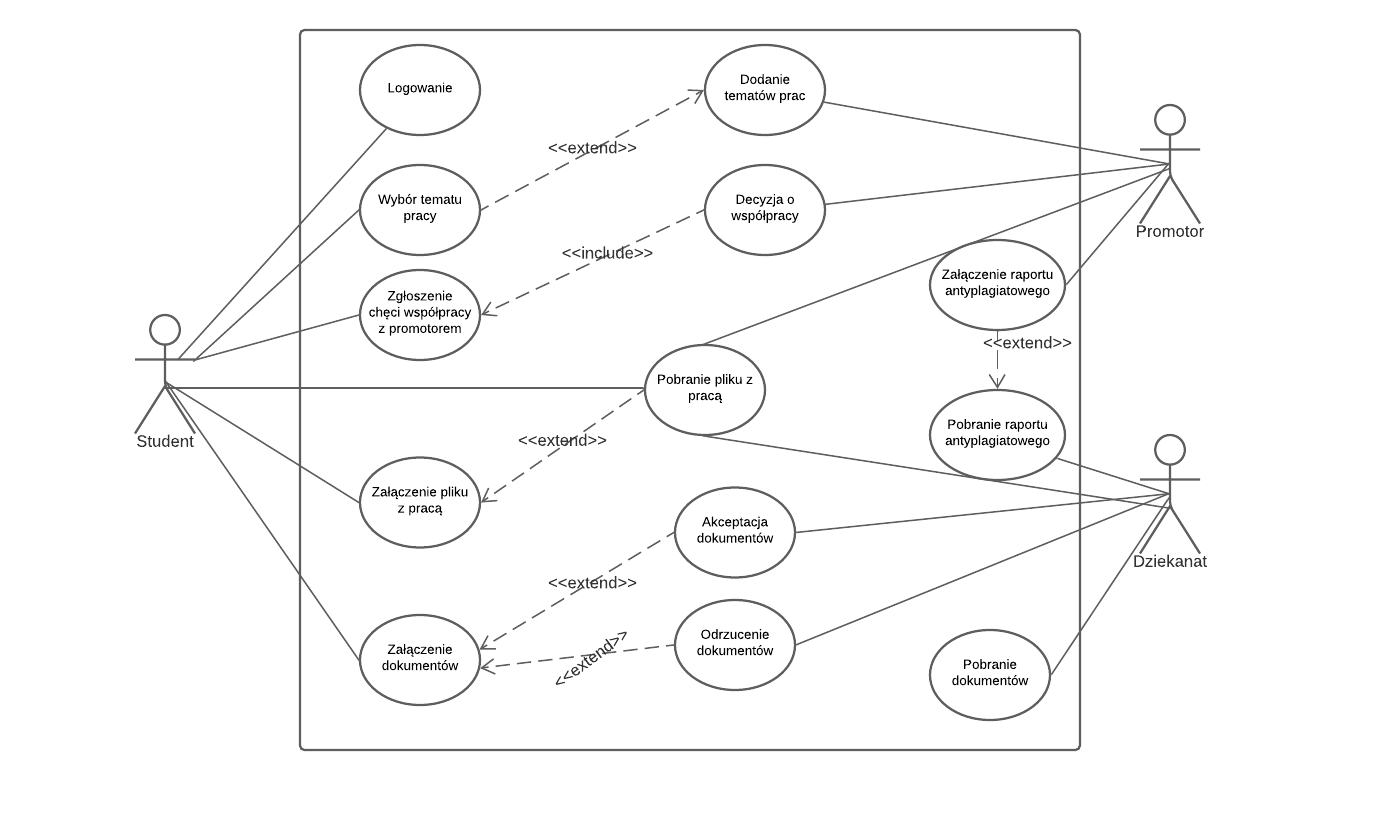 Logowanie
Dodanie
tematów prac
<<extend>>
Wybór tematu
pracy
Decyzja o
współpracy
Promotor
<<include>>
Zgłoszenie
chęci współpracy
z promotorem
Załączenie raportu
antyplagiatowego
<<extend>>
Pobranie pliku z
pracą
Student
<<extend>>
Pobranie raportu
antyplagiatowego
Załączenie pliku
z pracą
Akceptacja
dokumentów
Dziekanat
<<extend>>
Załączenie
dokumentów
<<extend>>
Odrzucenie
dokumentów
Pobranie
dokumentów